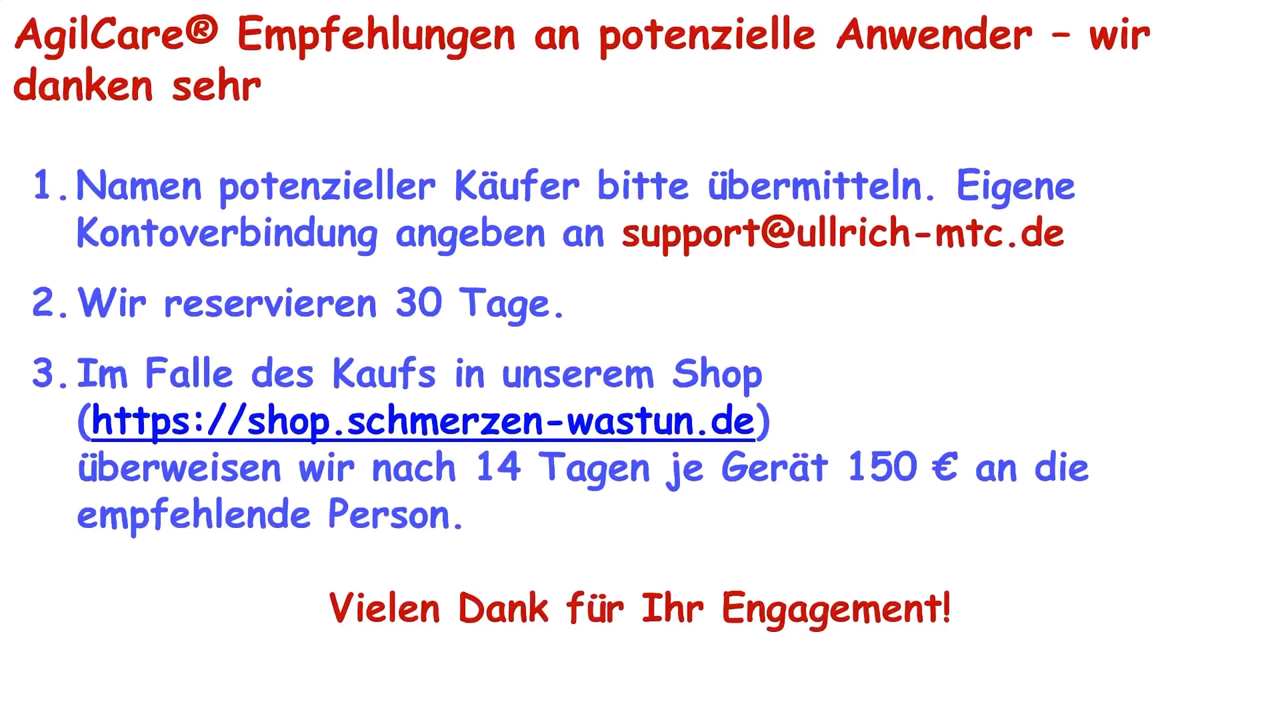 AgilCare® Empfehlungen an potenzielle Anwender – wir
danken sehr
1. Namen potenzieller Käufer bitte übermitteln. Eigene
Kontoverbindung angeben an support@ullrich-mtc.de
2. Wir reservieren 30 Tage.
3. Im Falle des Kaufs in unserem Shop
(https://shop.schmerzen-wastun.de)
überweisen wir nach 14 Tagen je Gerät 150 € an die
empfehlende Person.
Vielen Dank für Ihr Engagement!